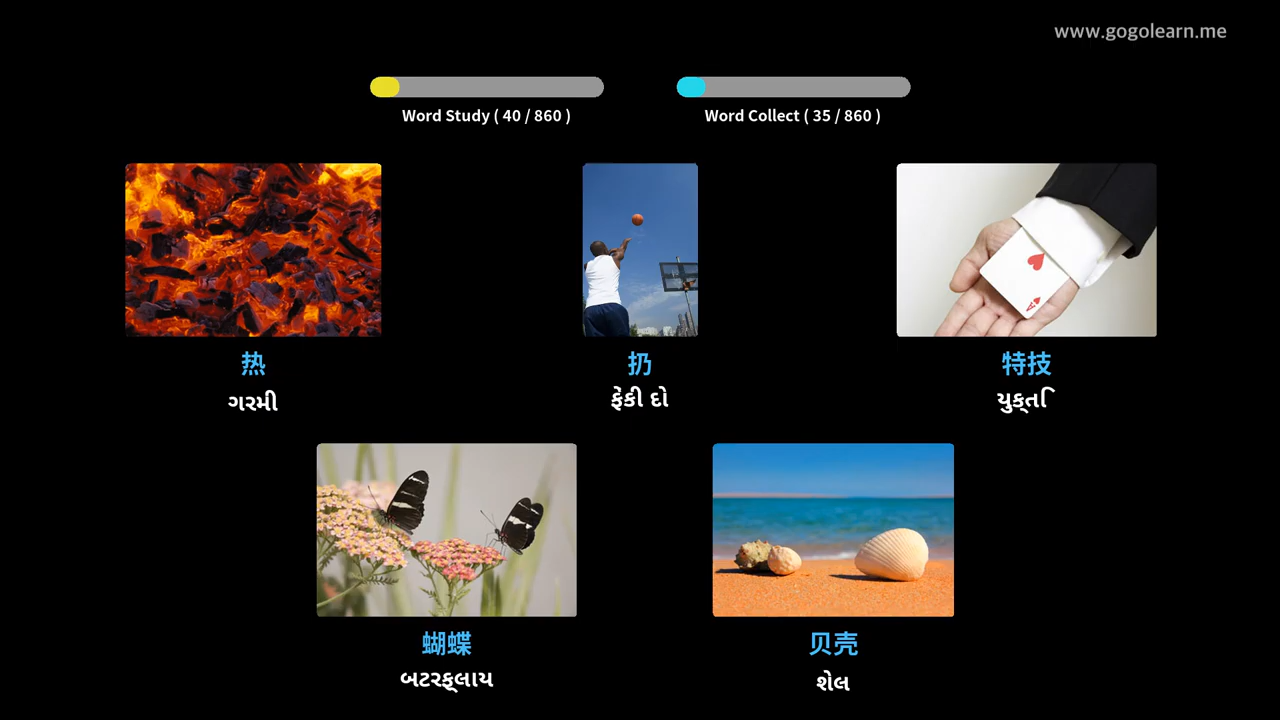 www.gogolearn.me
Word Study ( 40 / 860 )
Word Collect ( 35 / 860 )
热
扔
特技
ગરમી
ફેંકી દો
યુક્તિ
蝴蝶
贝壳
બટરફ્લાય
શેલ